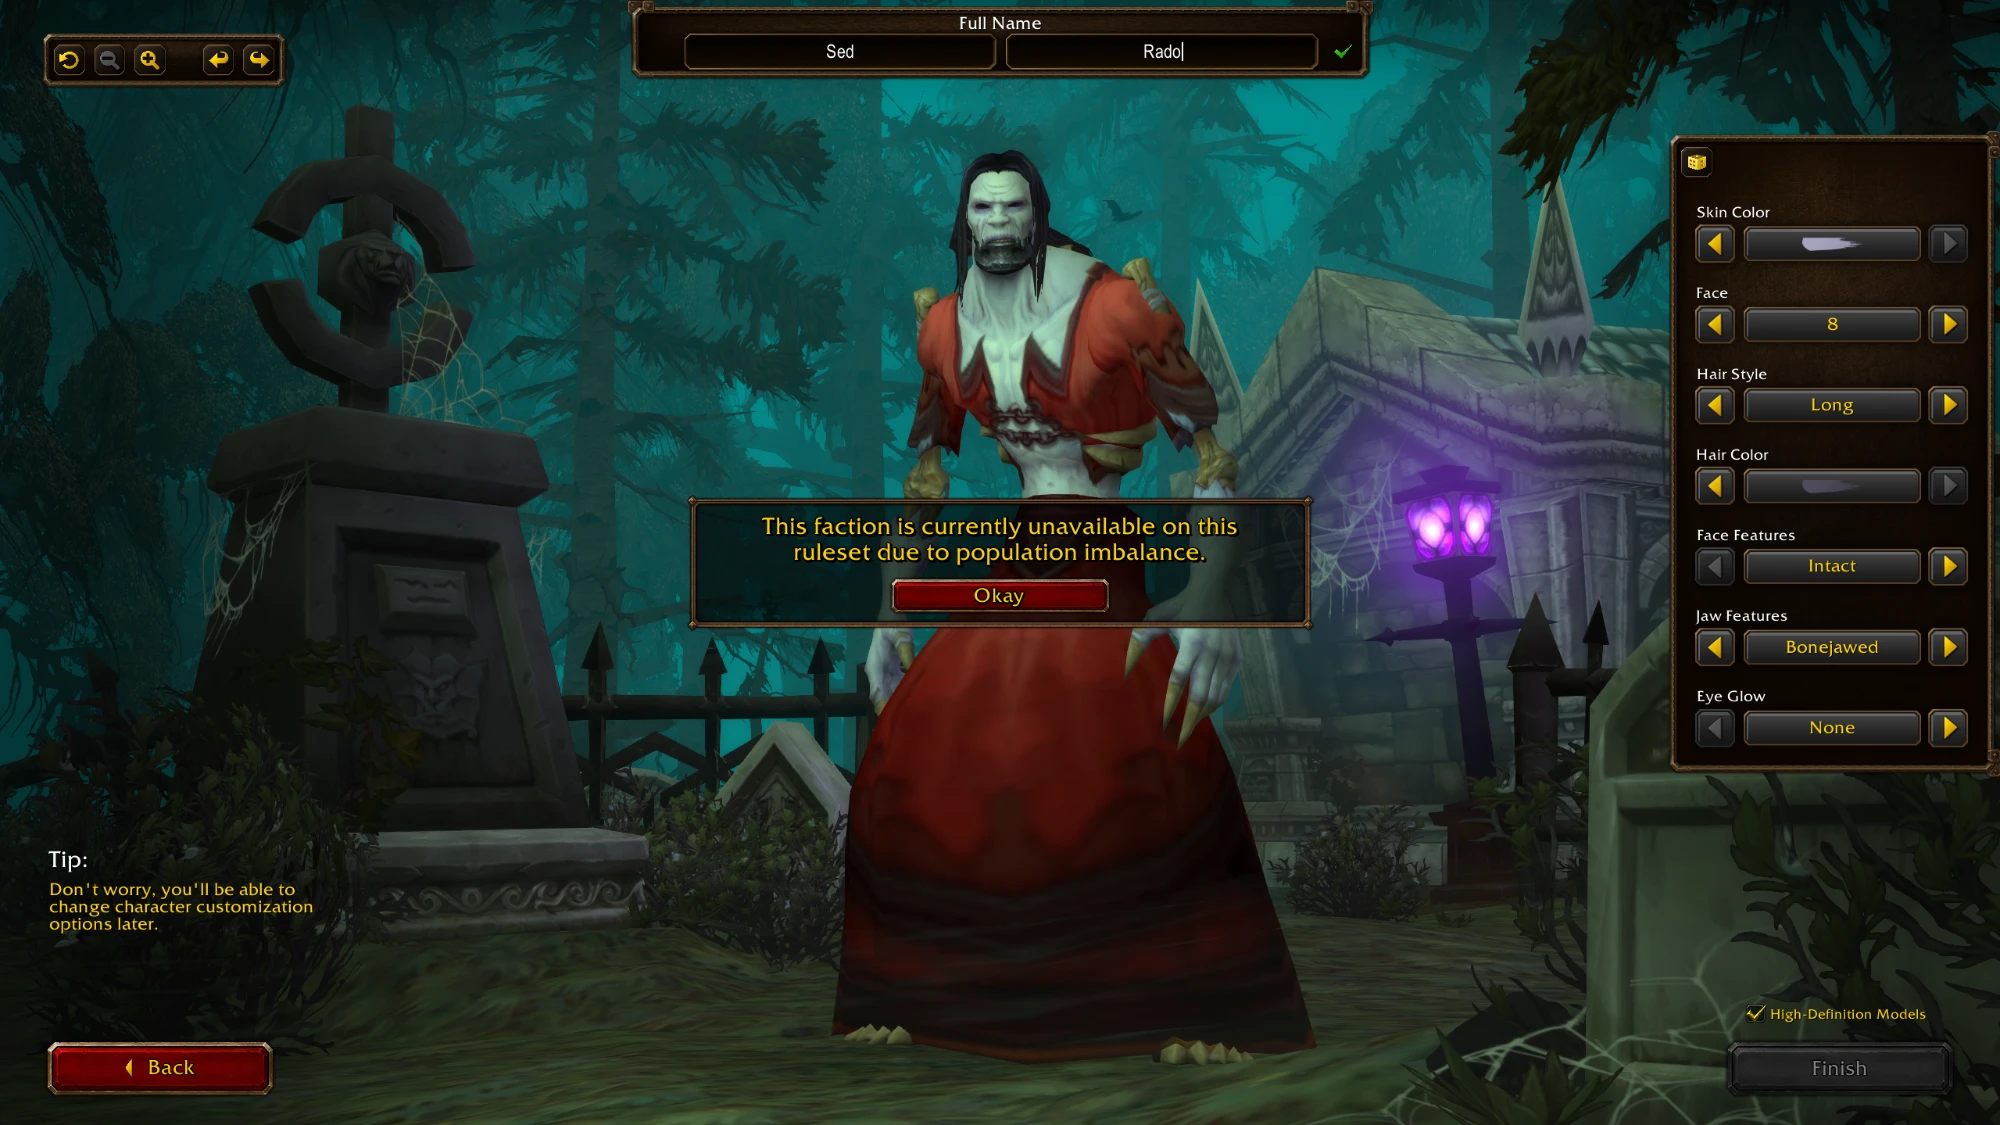 Full Name
Sed
Rado
Skin Color
Face
8
Hair Style
Long
Hair Color
Face Features
Intact
Jaw Features
Bonejawed
Eye Glow
None
This faction is currently unavailable on this
ruleset due to population imbalance.
Okay
Tip:
Don't worry, you'll be able to
change character customization
options later.
High-Definition Models
Back
Finish